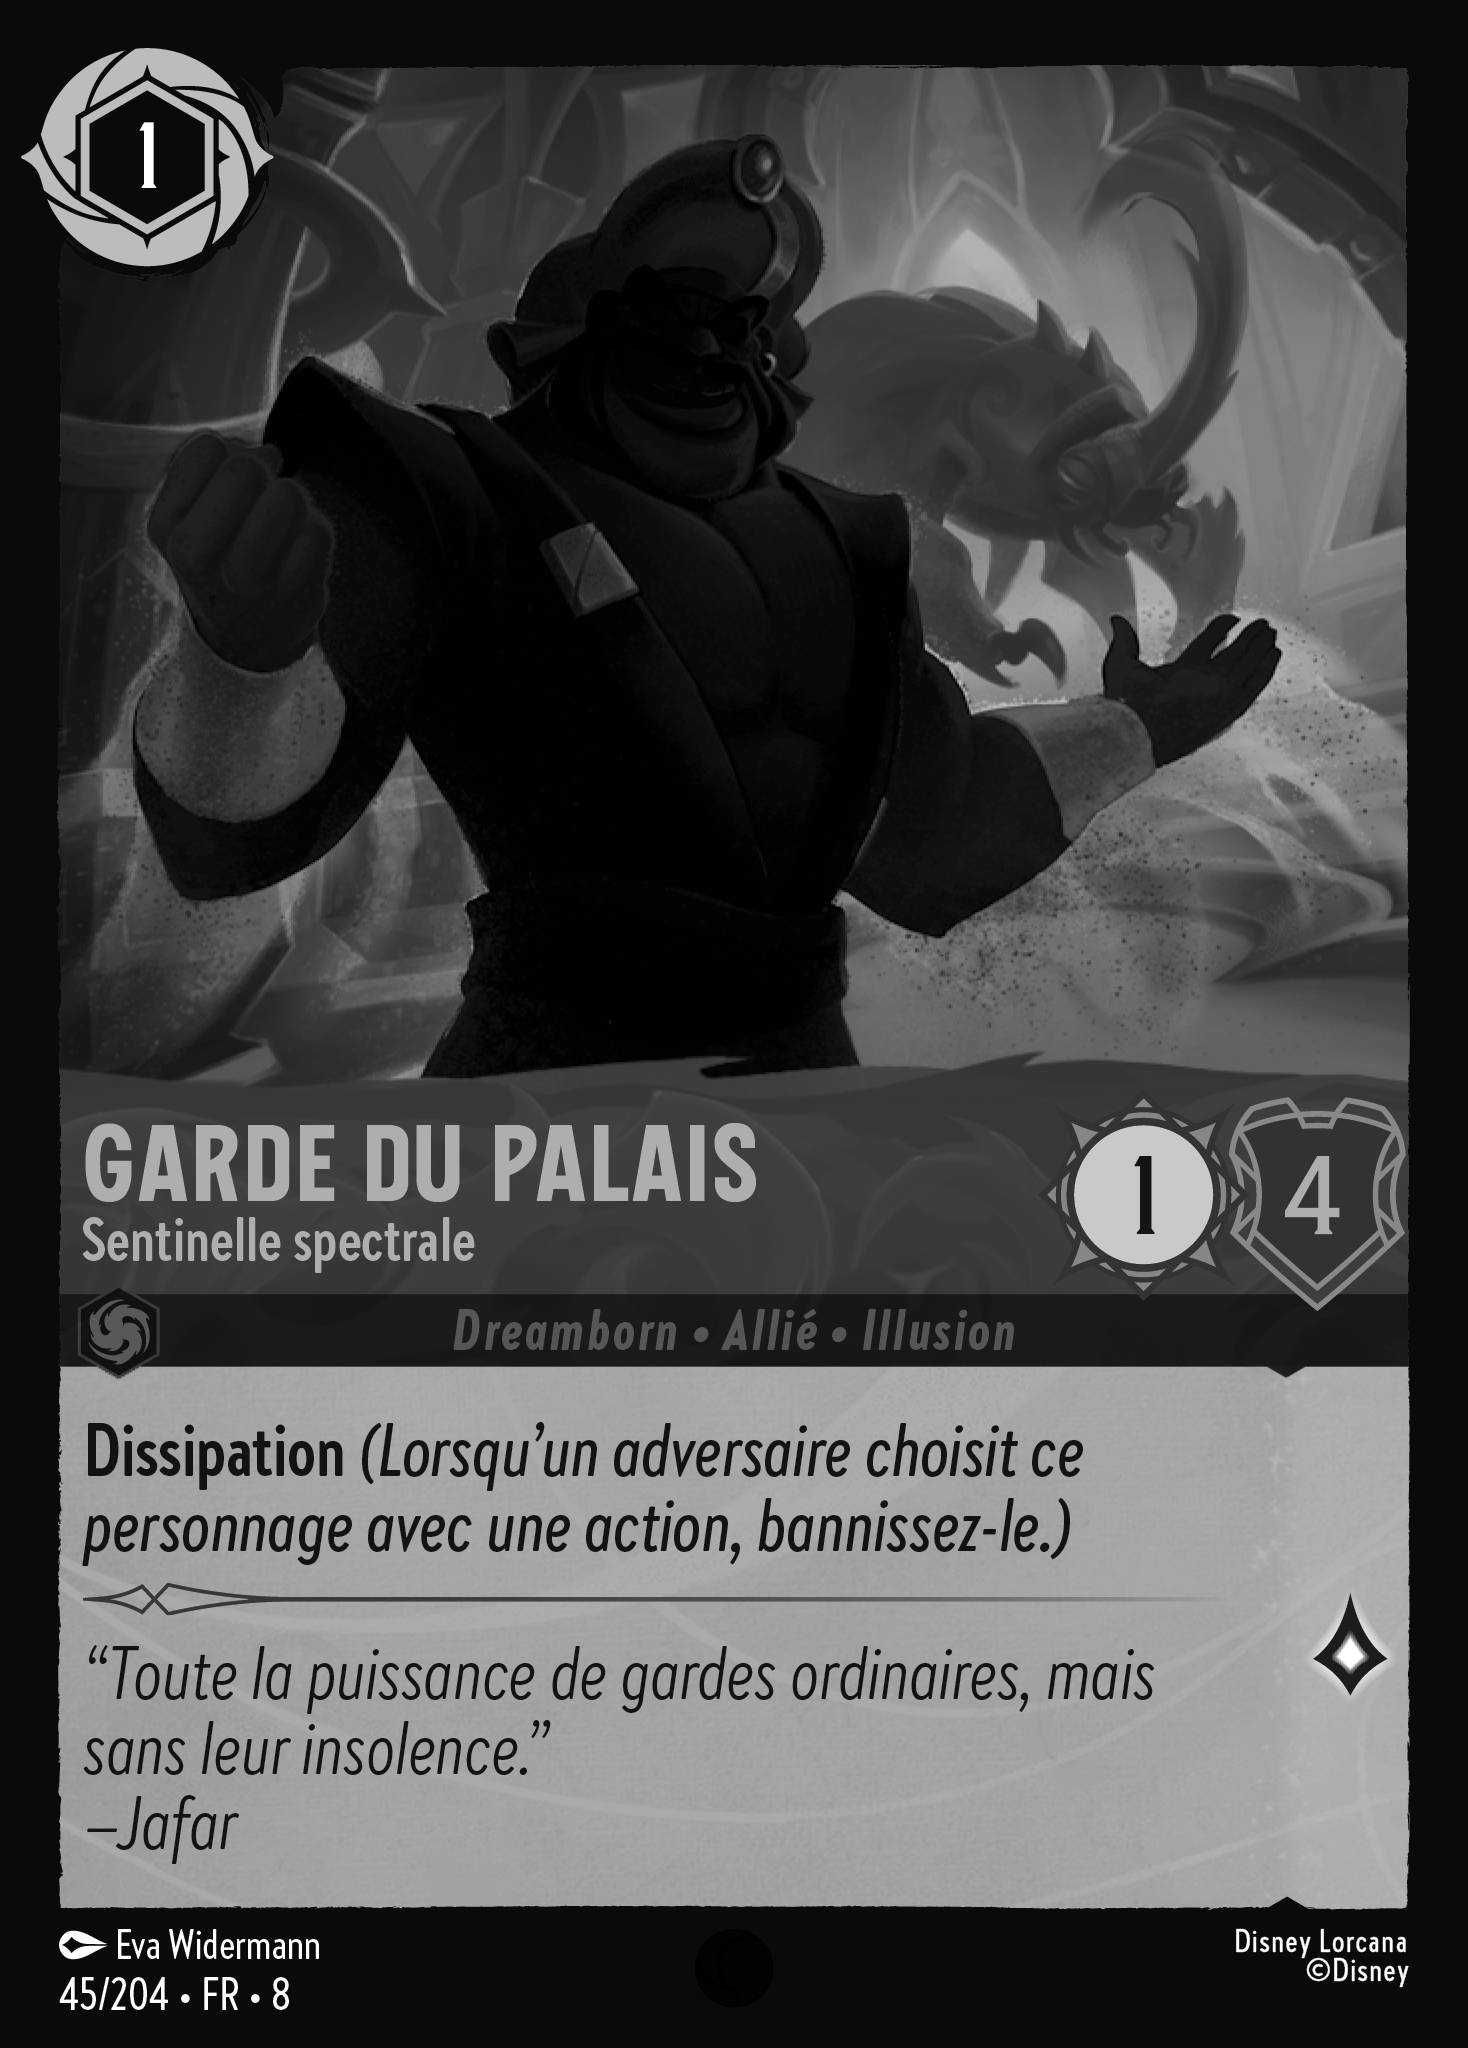 1
GARDE DU PALAIS
Sentinelle spectrale
1
4
Dreamborn • Allié • Illusion
Dissipation (Lorsqu’un adversaire choisit ce
personnage avec une action, bannissez-le.)
“Toute la puissance de gardes ordinaires, mais
sans leur insolence.”
–Jafar
Eva Widermann
45/204 • FR • 8
Disney Lorcana
©Disney